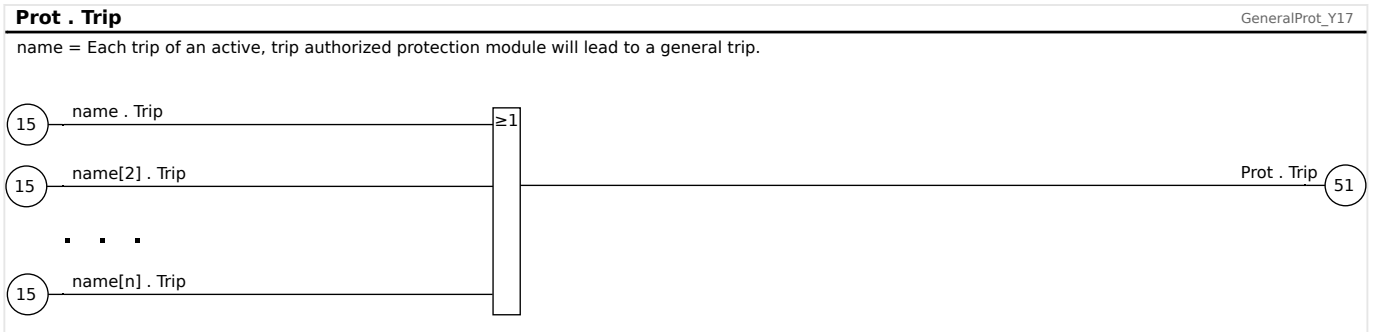 Prot . Trip
GeneralProt_Y17
name = Each trip of an active, trip authorized protection module will lead to a general trip.
15
name . Trip
≥1
15
name[2] . Trip
Prot . Trip
51
15
name[n] . Trip